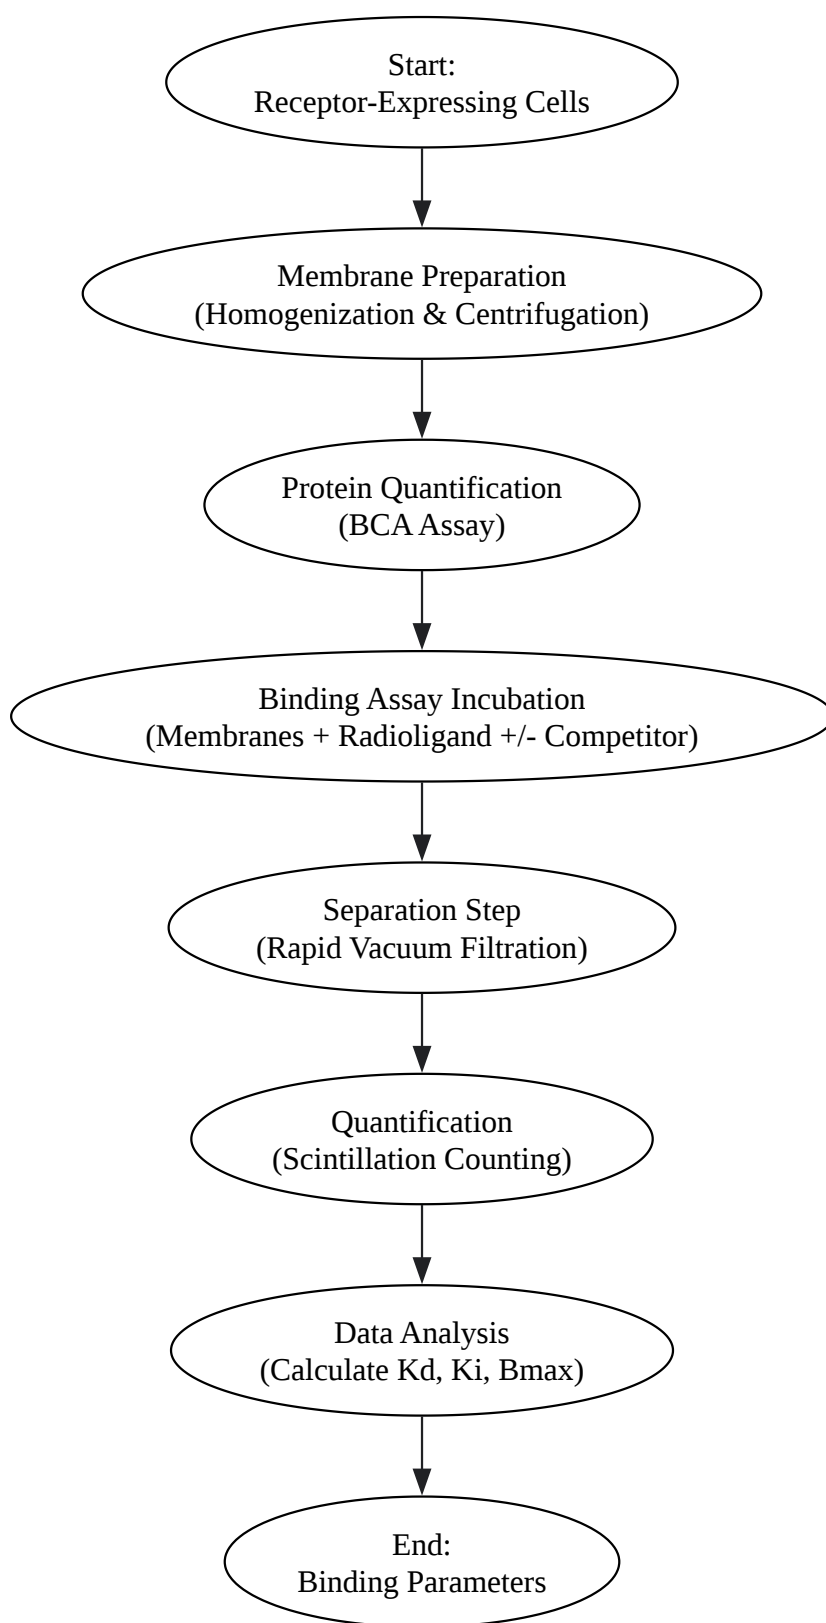 Start:
Receptor-Expressing Cells
Membrane Preparation
(Homogenization & Centrifugation)
Protein Quantification
(BCA Assay)
Binding Assay Incubation
(Membranes + Radioligand +/- Competitor)
Separation Step
(Rapid Vacuum Filtration)
Quantification
(Scintillation Counting)
Data Analysis
(Calculate Kd, Ki, Bmax)
End:
Binding Parameters